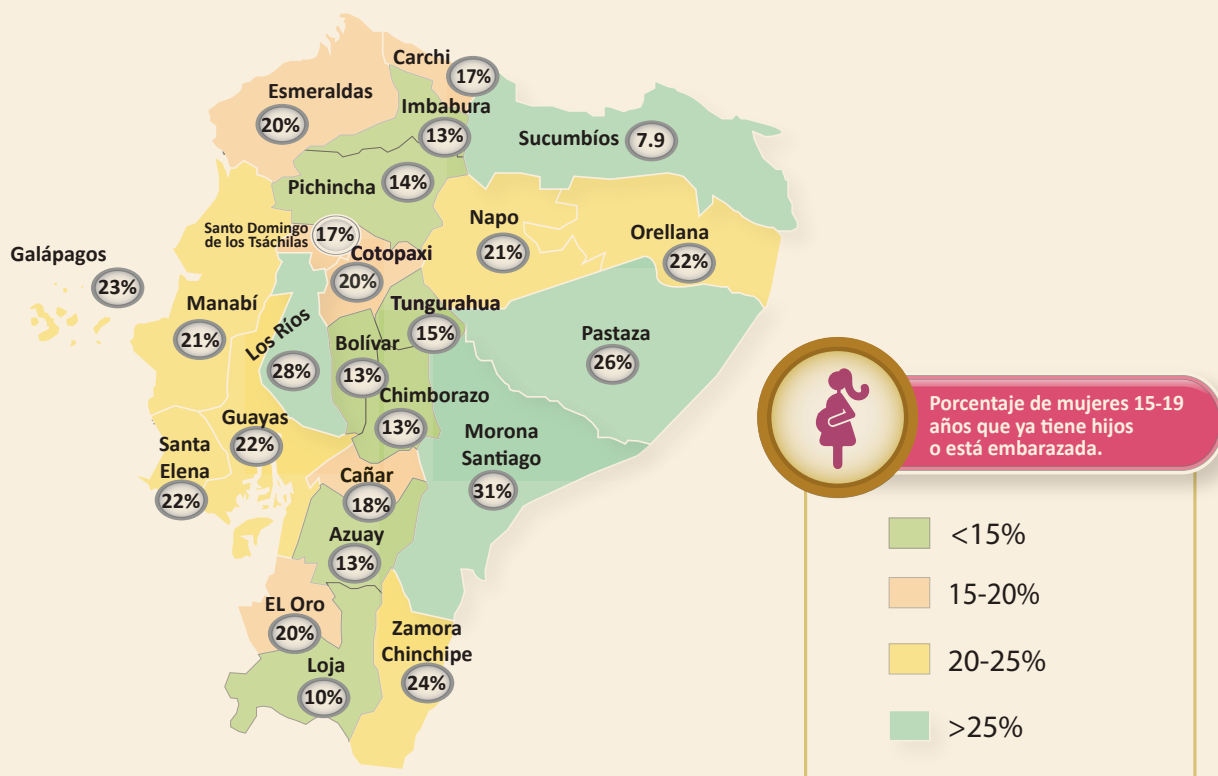 Carchi
17%
Esmeraldas
20%
Imbabura
13%
Sucumbíos
7.9
Pichincha
14%
Santo Domingo
de los Tsáchilas
17%
Napo
21%
Orellana
22%
Galápagos
23%
Cotopaxi
20%
Manabí
21%
Los Ríos
28%
Tungurahua
15%
Bolívar
13%
Pastaza
26%
Chimborazo
13%
Guayas
22%
Santa
Elena
22%
Morona
Santiago
31%
Cañar
18%
Azuay
13%
EL Oro
20%
Zamora
Chinchipe
24%
Loja
10%
Porcentaje de mujeres 15-19
años que ya tiene hijos
o está embarazada.
<15%
15-20%
20-25%
>25%